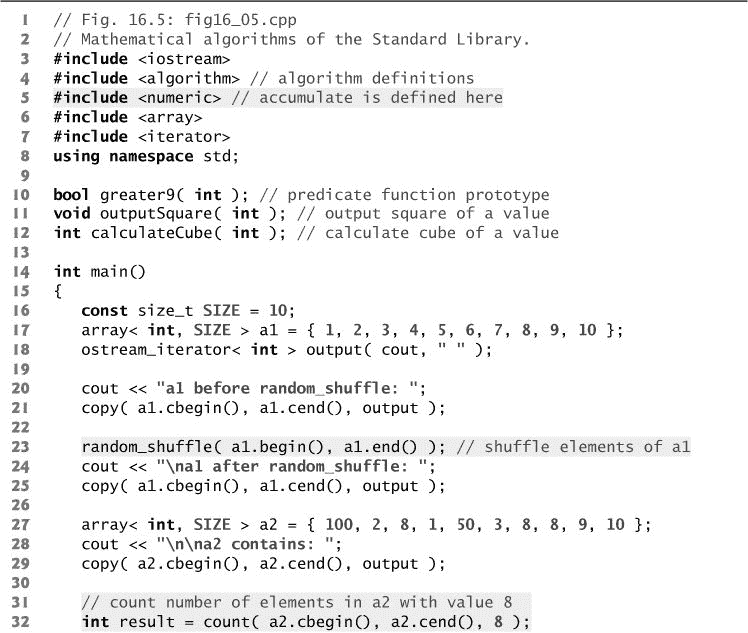 1 // Fig. 16.5: fig16_05.cpp
2 // Mathematical algorithms of the Standard Library.
3 #include <iostream>
4 #include <algorithm> // algorithm definitions
5 #include <numeric> // accumulate is defined here
6 #include <array>
7 #include <iterator>
8 using namespace std;
9
10 bool greater9( int ); // predicate function prototype
11 void outputSquare( int ); // output square of a value
12 int calculateCube( int ); // calculate cube of a value
13
14 int main()
15 {
16 const size_t SIZE = 10;
17 array< int, SIZE > a1 = { 1, 2, 3, 4, 5, 6, 7, 8, 9, 10 };
18 ostream_iterator< int > output( cout, " " );
19
20 cout << "a1 before random_shuffle: ";
21 copy( a1.cbegin(), a1.cend(), output );
22
23 random_shuffle( a1.begin(), a1.end() ); // shuffle elements of a1
24 cout << "\na1 after random_shuffle: ";
25 copy( a1.cbegin(), a1.cend(), output );
26
27 array< int, SIZE > a2 = { 100, 2, 8, 1, 50, 3, 8, 8, 9, 10 };
28 cout << "\n\na2 contains: ";
29 copy( a2.cbegin(), a2.cend(), output );
30
31 // count number of elements in a2 with value 8
32 int result = count( a2.cbegin(), a2.cend(), 8 );